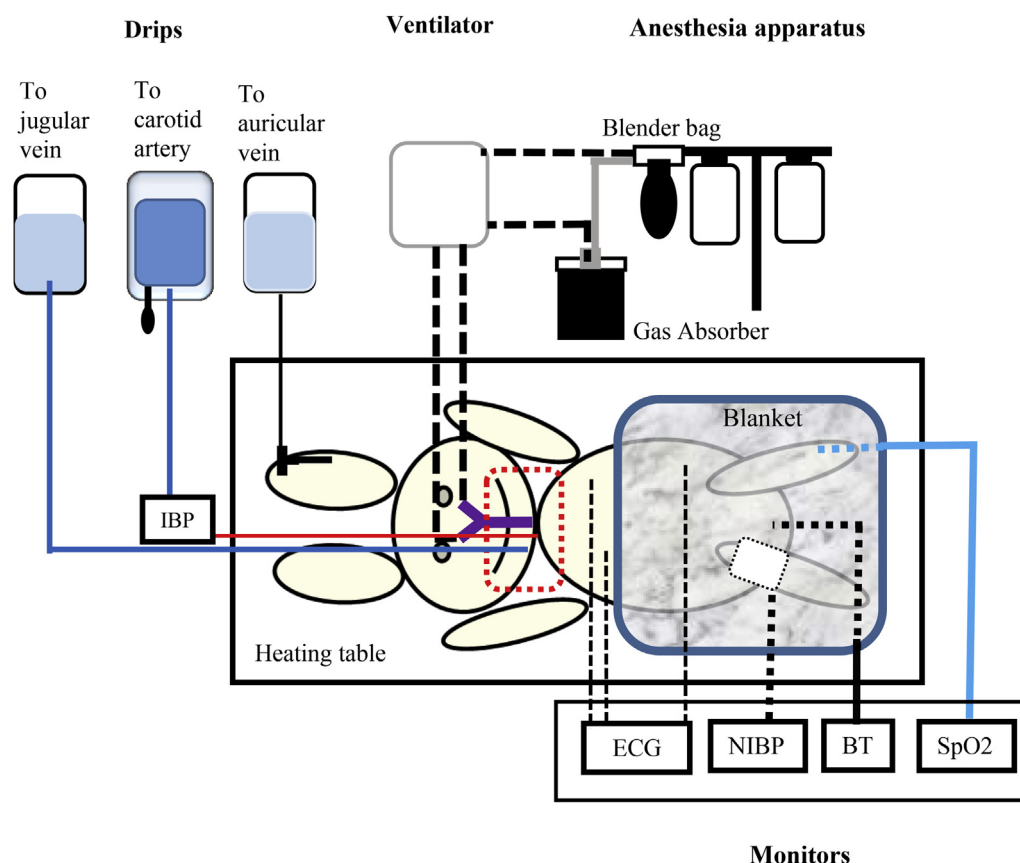 Drips
Ventilator
Anesthesia apparatus
To
jugular
vein
To
carotid
artery
To
auricular
vein
Blender bag
Gas Absorber
Blanket
IBP
Heating table
ECG
NIBP
BT
SpO2
Monitors